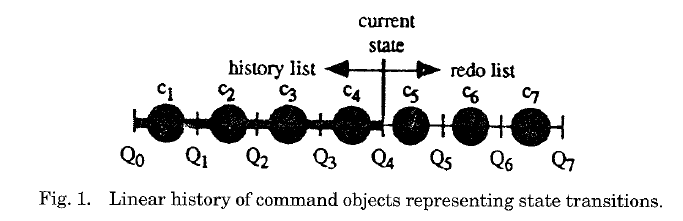 current
state
history list redo list
c1 c2 c3 c4 c5 c6 c7
Q0 Q1 Q2 Q3 Q4 Q5 Q6 Q7
Fig. 1. Linear history of command objects representing state transitions.